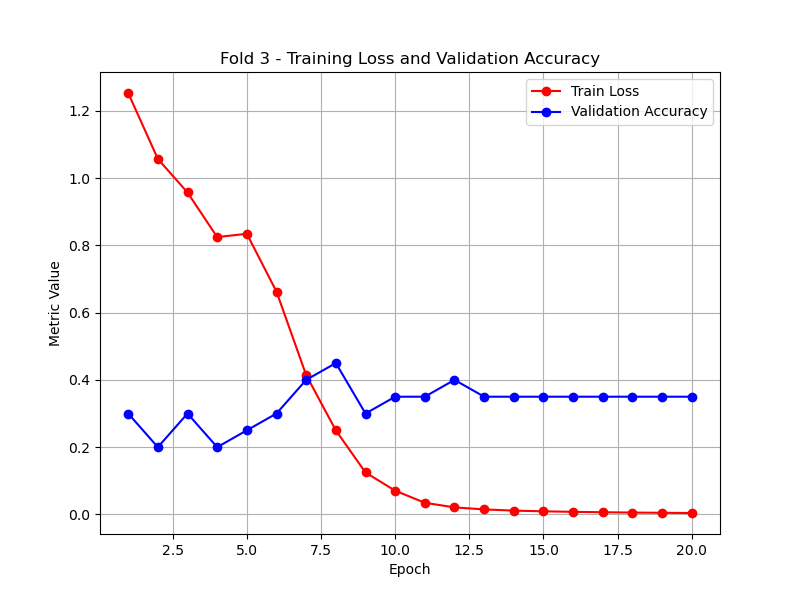 Fold 3 - Training Loss and Validation Accuracy
Train Loss
Validation Accuracy
1.2
1.0
0.8
0.6
0.4
0.2
0.0
Metric Value
2.5 5.0 7.5 10.0 12.5 15.0 17.5 20.0
Epoch